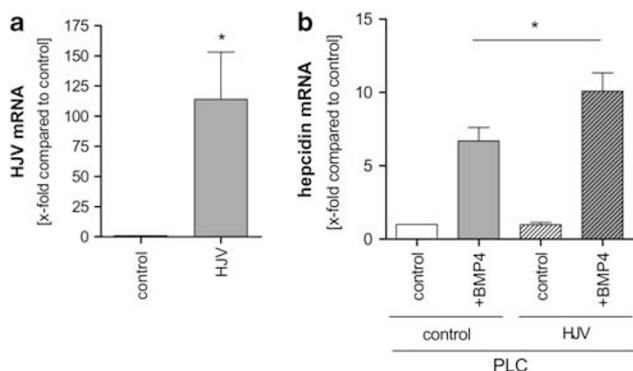 a
HJV mRNA
[x-fold compared to control]
175
150
125
100
75
50
25
0
*
control
HJV
b
hepcidin mRNA
[x-fold compared to control]
15
10
5
0
*
control
+BMP4
control
+BMP4
control
HJV
PLC